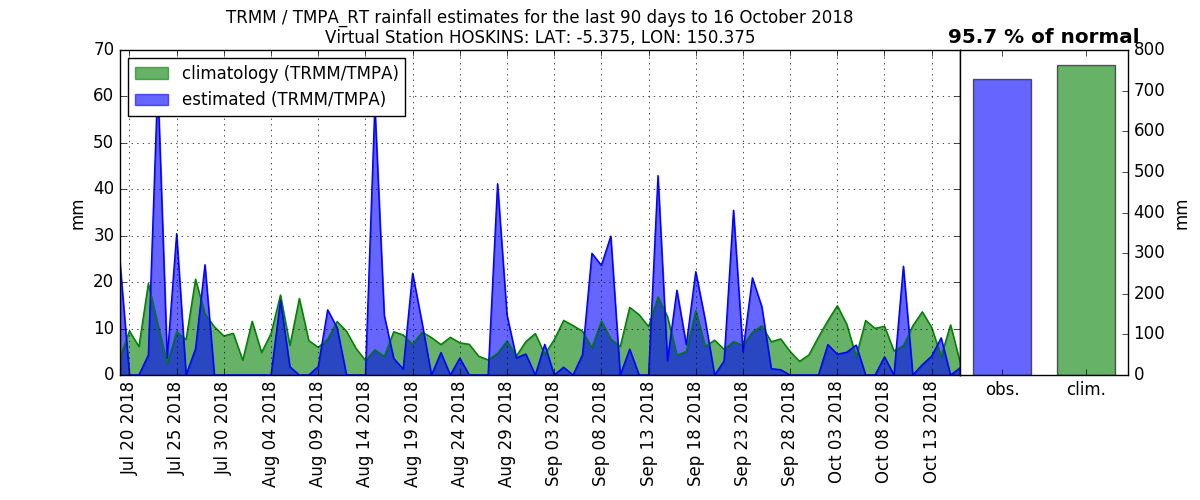 TRMM / TMPA_RT rainfall estimates for the last 90 days to 16 October 2018
Virtual Station HOSKINS: LAT: -5.375, LON: 150.375
95.7 % of normal
climatology (TRMM/TMPA)
estimated (TRMM/TMPA)
mm
70
60
50
40
30
20
10
0
Jul 20 2018
Jul 25 2018
Jul 30 2018
Aug 04 2018
Aug 09 2018
Aug 14 2018
Aug 19 2018
Aug 24 2018
Aug 29 2018
Sep 03 2018
Sep 08 2018
Sep 13 2018
Sep 18 2018
Sep 23 2018
Sep 28 2018
Oct 03 2018
Oct 08 2018
Oct 13 2018
obs.
clim.
800
700
600
500
400
300
200
100
0
mm